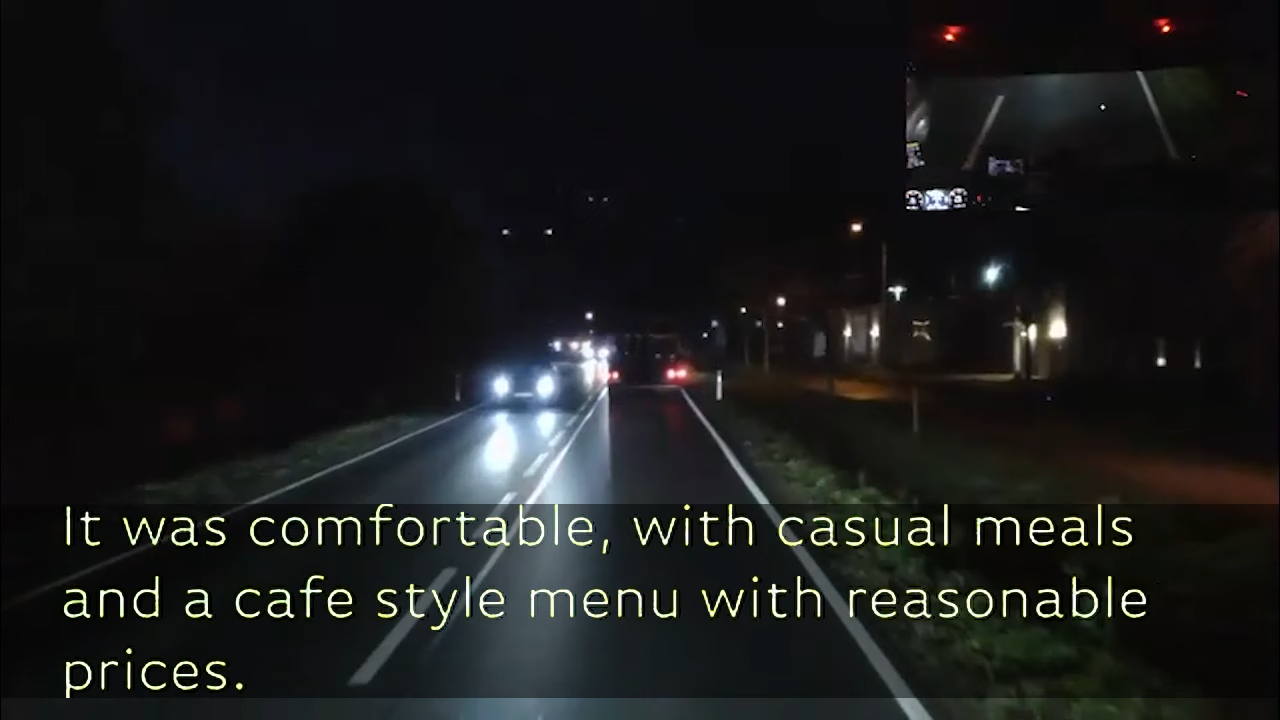 It was comfortable, with casual meals
and a cafe style menu with reasonable
prices.